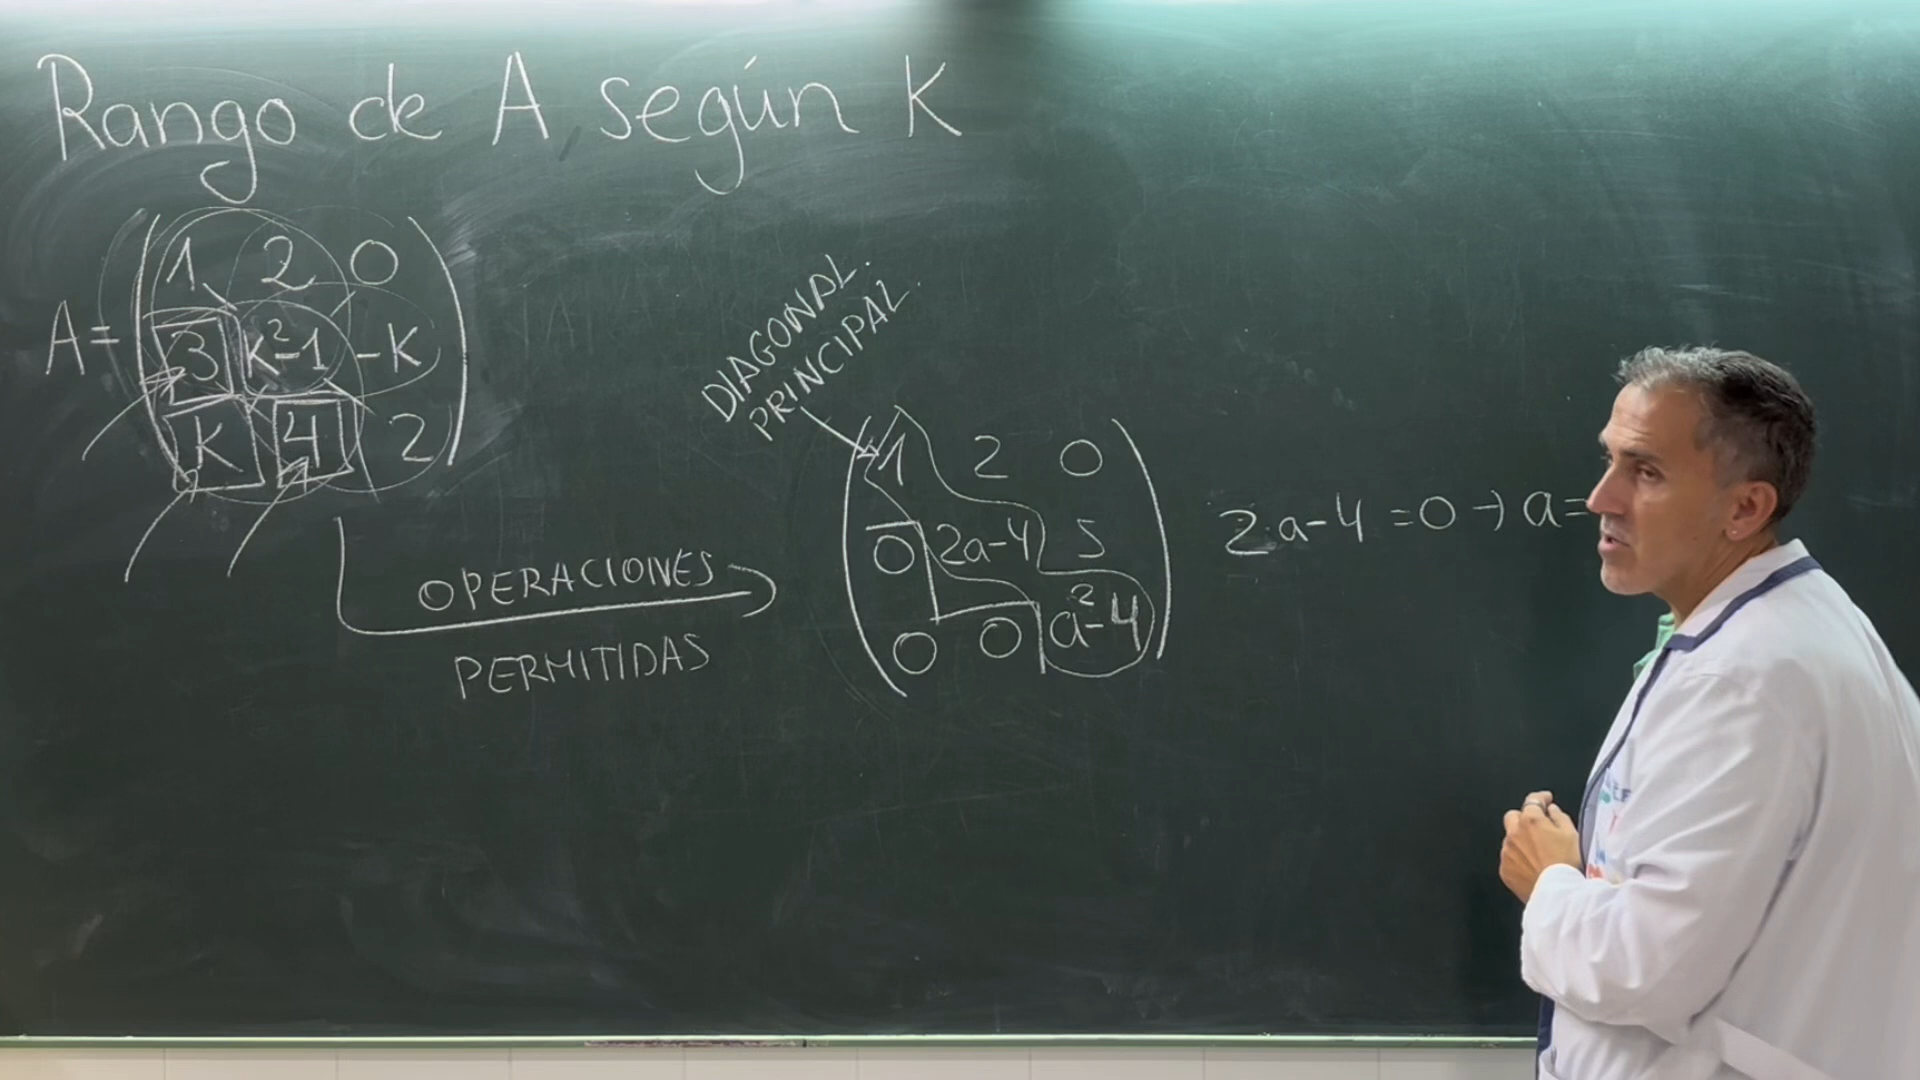 Rango de A según K
A=
1 2 0
3 k²-1 -K
K 4 2
DIAGONAL.
PRINCIPAL.
OPERACIONES
PERMITIDAS
1 2 0
0 2a-4 5
0 0 a²-4
2a-4=0→a=